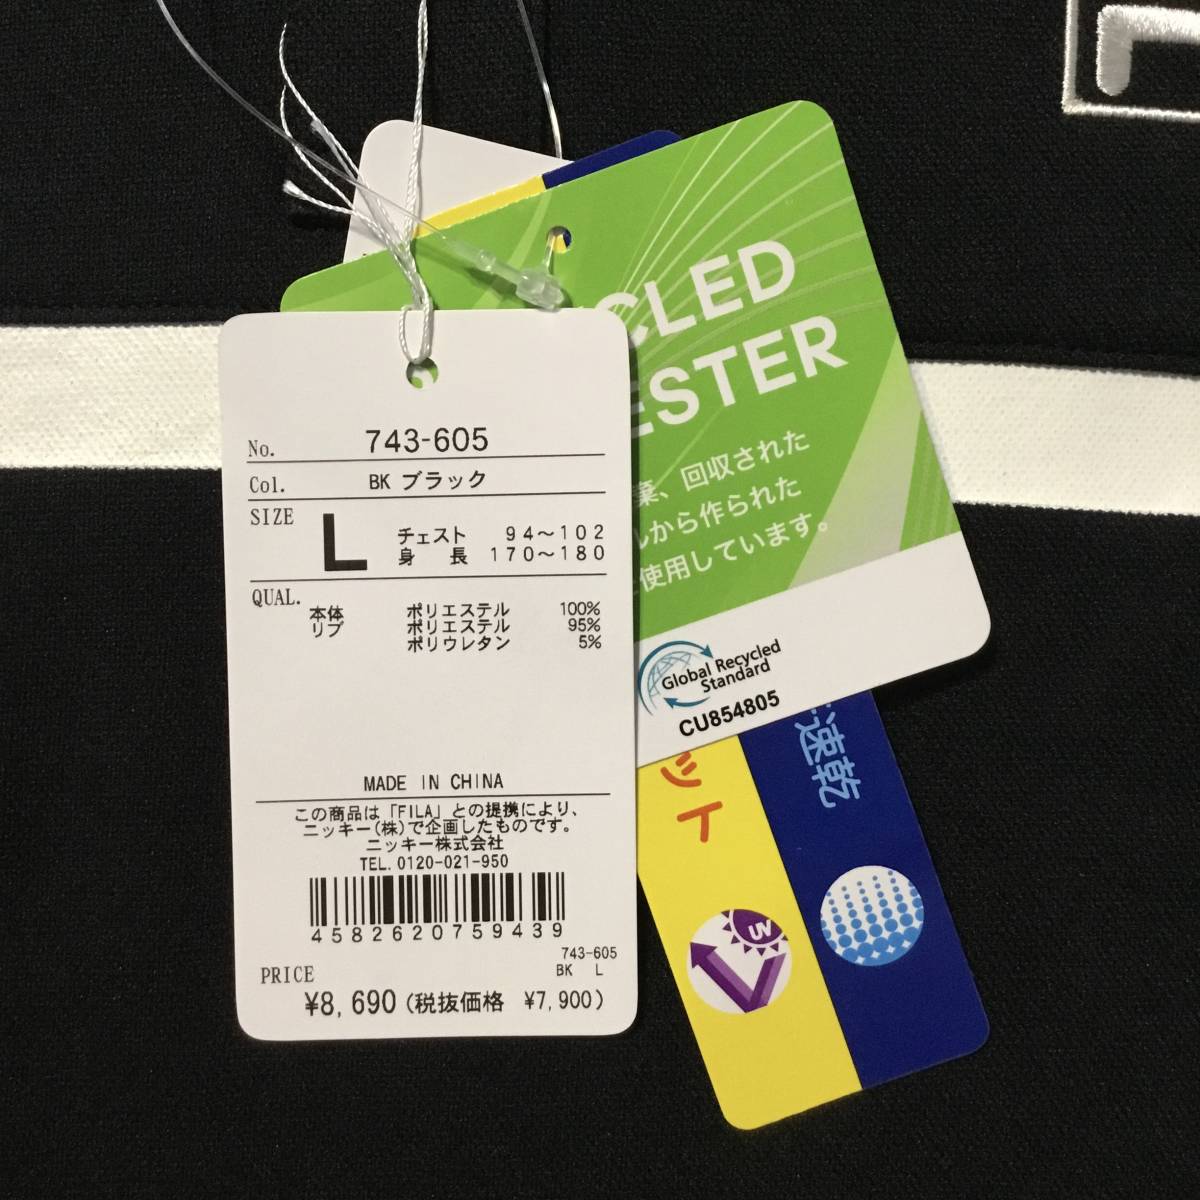 No. 743-605
Col. BK ブラック
SIZE L チェスト 94～102
身 長 170～180
QUAL.
本体 ポリエステル 100%
リブ ポリエステル 95%
ポリウレタン 5%
MADE IN CHINA
この商品は「FILA」との提携により、
ニッキー(株)で企画したものです。
ニッキー株式会社
TEL. 0120-021-950
4582620759439
743-605
BK L
PRICE
¥8,690 (税抜価格 ¥7,900)
CLED
ESTER
棄、回収された
ルから作られた
使用しています。
Global Recycled
Standard
CU854805
ット
速乾
UV